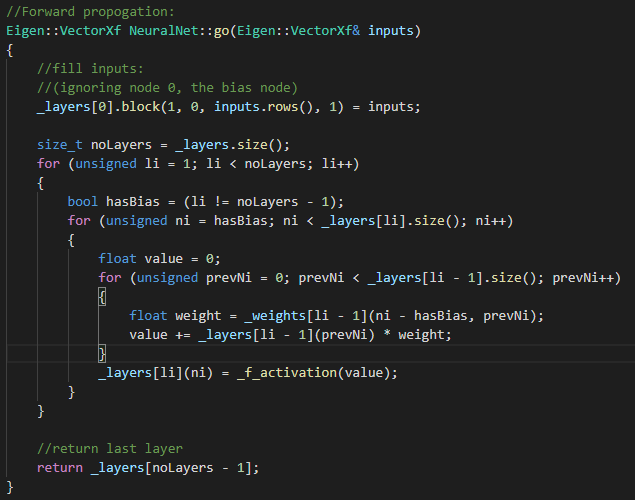 //Forward propogation:
Eigen::VectorXf NeuralNet::go(Eigen::VectorXf& inputs)
{
    //fill inputs:
    //(ignoring node 0, the bias node)
    _layers[0].block(1, 0, inputs.rows(), 1) = inputs;

    size_t noLayers = _layers.size();
    for (unsigned li = 1; li < noLayers; li++)
    {
        bool hasBias = (li != noLayers - 1);
        for (unsigned ni = hasBias; ni < _layers[li].size(); ni++)
        {
            float value = 0;
            for (unsigned prevNi = 0; prevNi < _layers[li - 1].size(); prevNi++)
            {
                float weight = _weights[li - 1](ni - hasBias, prevNi);
                value += _layers[li - 1](prevNi) * weight;
            }
            _layers[li](ni) = _f_activation(value);
        }
    }

    //return last layer
    return _layers[noLayers - 1];
}